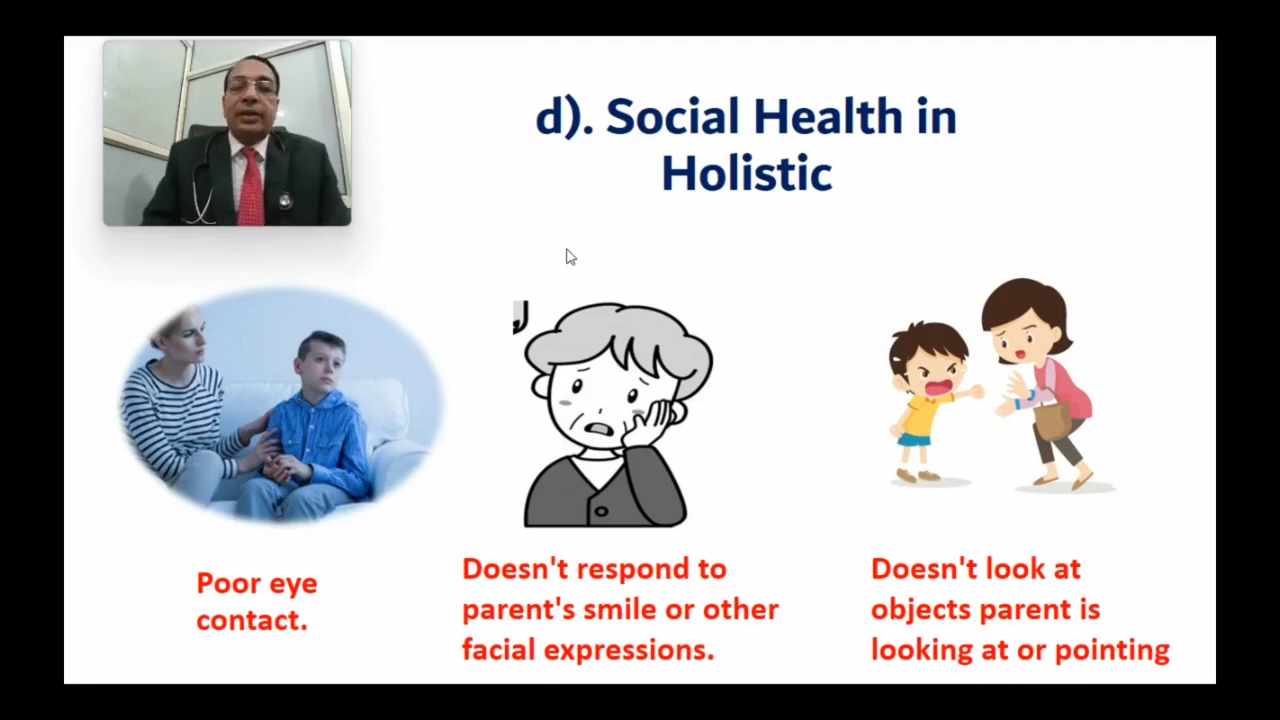 d). Social Health in
Holistic
Poor eye
contact.
Doesn't respond to
parent's smile or other
facial expressions.
Doesn't look at
objects parent is
looking at or pointing